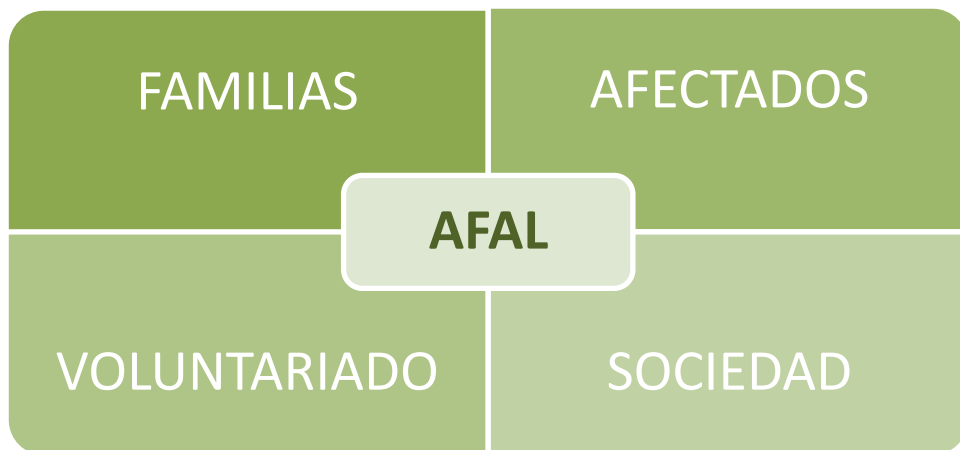 FAMILIAS
AFECTADOS
AFAL
VOLUNTARIADO
SOCIEDAD